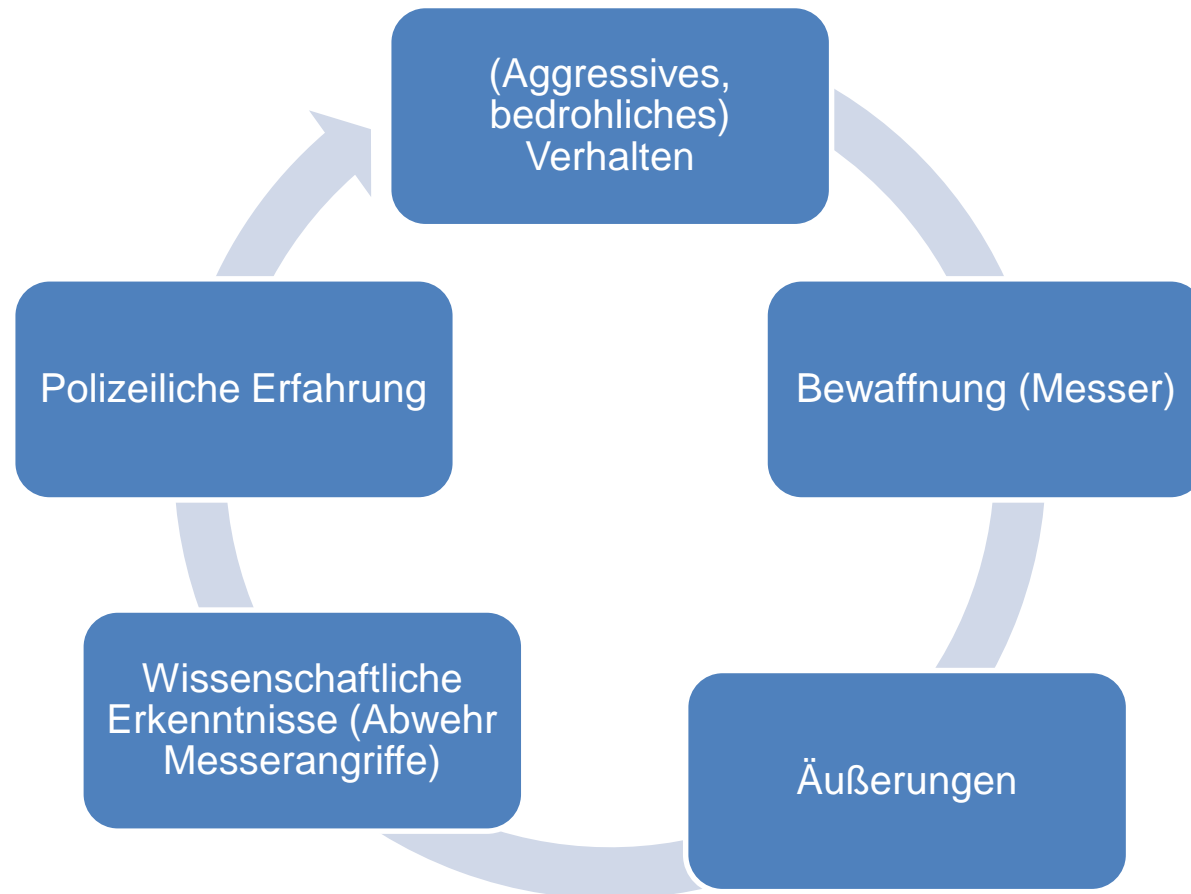 (Aggressives,
bedrohliches)
Verhalten
Bewaffnung (Messer)
Äußerungen
Wissenschaftliche
Erkenntnisse (Abwehr
Messerangriffe)
Polizeiliche Erfahrung